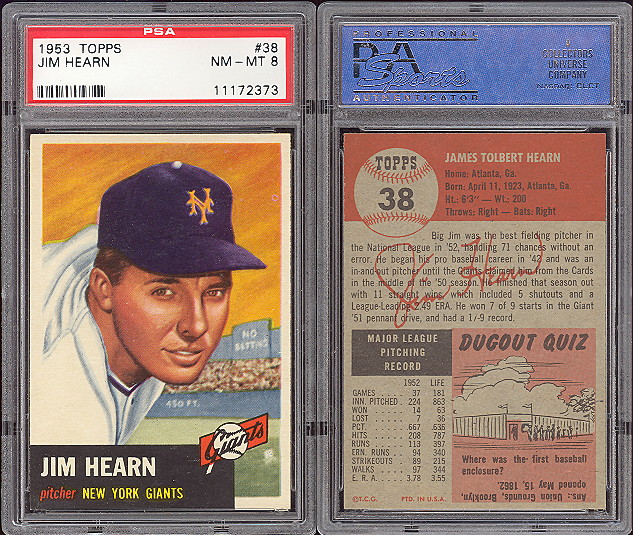 PSA
1953 TOPPS #38
JIM HEARN NM-MT 8
11172373
NY
NO
BETTING
450 FT.
Giants
JIM HEARN
pitcher NEW YORK GIANTS
PROFESSIONAL
PSA
Sports
AUTHENTICATOR
A
COLLECTORS
UNIVERSE
COMPANY
NASDAQ: CLCT
TOPPS
38
JAMES TOLBERT HEARN
Home: Atlanta, Ga.
Born: April 11, 1923, Atlanta, Ga.
Ht.: 6'3" — Wt.: 200
Throws: Right — Bats: Right
Big Jim was the best fielding pitcher
in the National League in '52, handling 71 chances without an
error. He began his pro baseball career in '42 and was
an in-and-out pitcher until the Giants claimed him from the Cards
in the middle of the '50 season. He finished that season out
with 11 straight wins which included 5 shutouts and a
League-Leading 2.49 ERA. He won 7 of 9 starts in the Giant
'51 pennant drive, and had a 17-9 record.
Jim Hearn
MAJOR LEAGUE
PITCHING
RECORD
1952 LIFE
GAMES 37 181
INN. PITCHED 224 863
WON 14 63
LOST 7 36
PCT. .667 .636
HITS 208 787
RUNS 113 397
ERN. RUNS 94 340
STRIKEOUTS 89 215
WALKS 97 344
E. R. A. 3.78 3.55
©T.C.G. PTD. IN U.S.A.
DUGOUT QUIZ
Where was the first baseball
enclosure?
Ans.: Union Grounds, Brooklyn,
opened May 15, 1862.